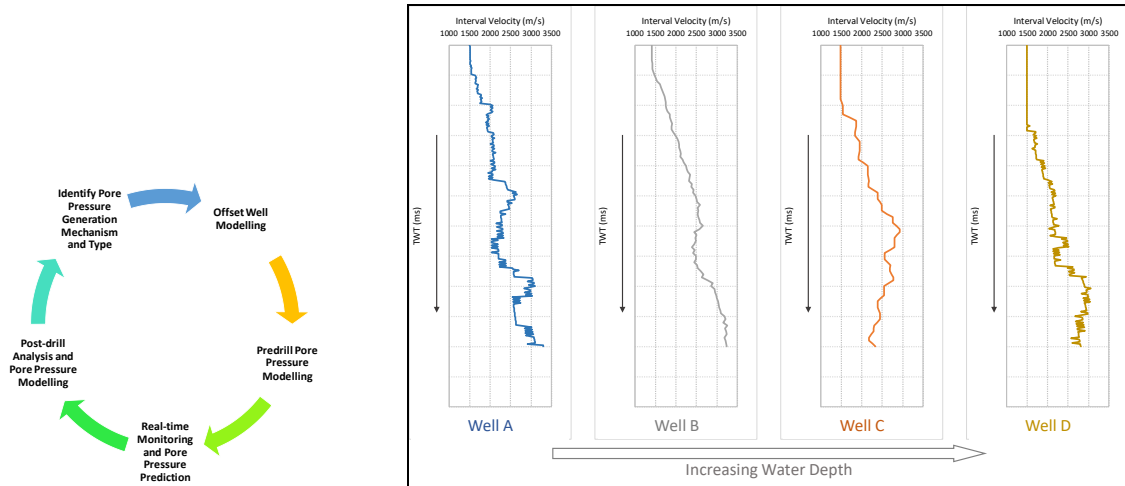 Identify Pore
Pressure
Generation
Mechanism
and Type
Offset Well
Modelling
Predrill Pore
Pressure
Modelling
Real-time
Monitoring
and Pore
Pressure
Prediction
Post-drill
Analysis and
Pore Pressure
Modelling
Interval Velocity (m/s)
1000 1500 2000 2500 3000 3500
TWT (ms)
Well A
Interval Velocity (m/s)
1000 1500 2000 2500 3000 3500
TWT (ms)
Well B
Interval Velocity (m/s)
1000 1500 2000 2500 3000 3500
TWT (ms)
Well C
Interval Velocity (m/s)
1000 1500 2000 2500 3000 3500
TWT (ms)
Well D
Increasing Water Depth